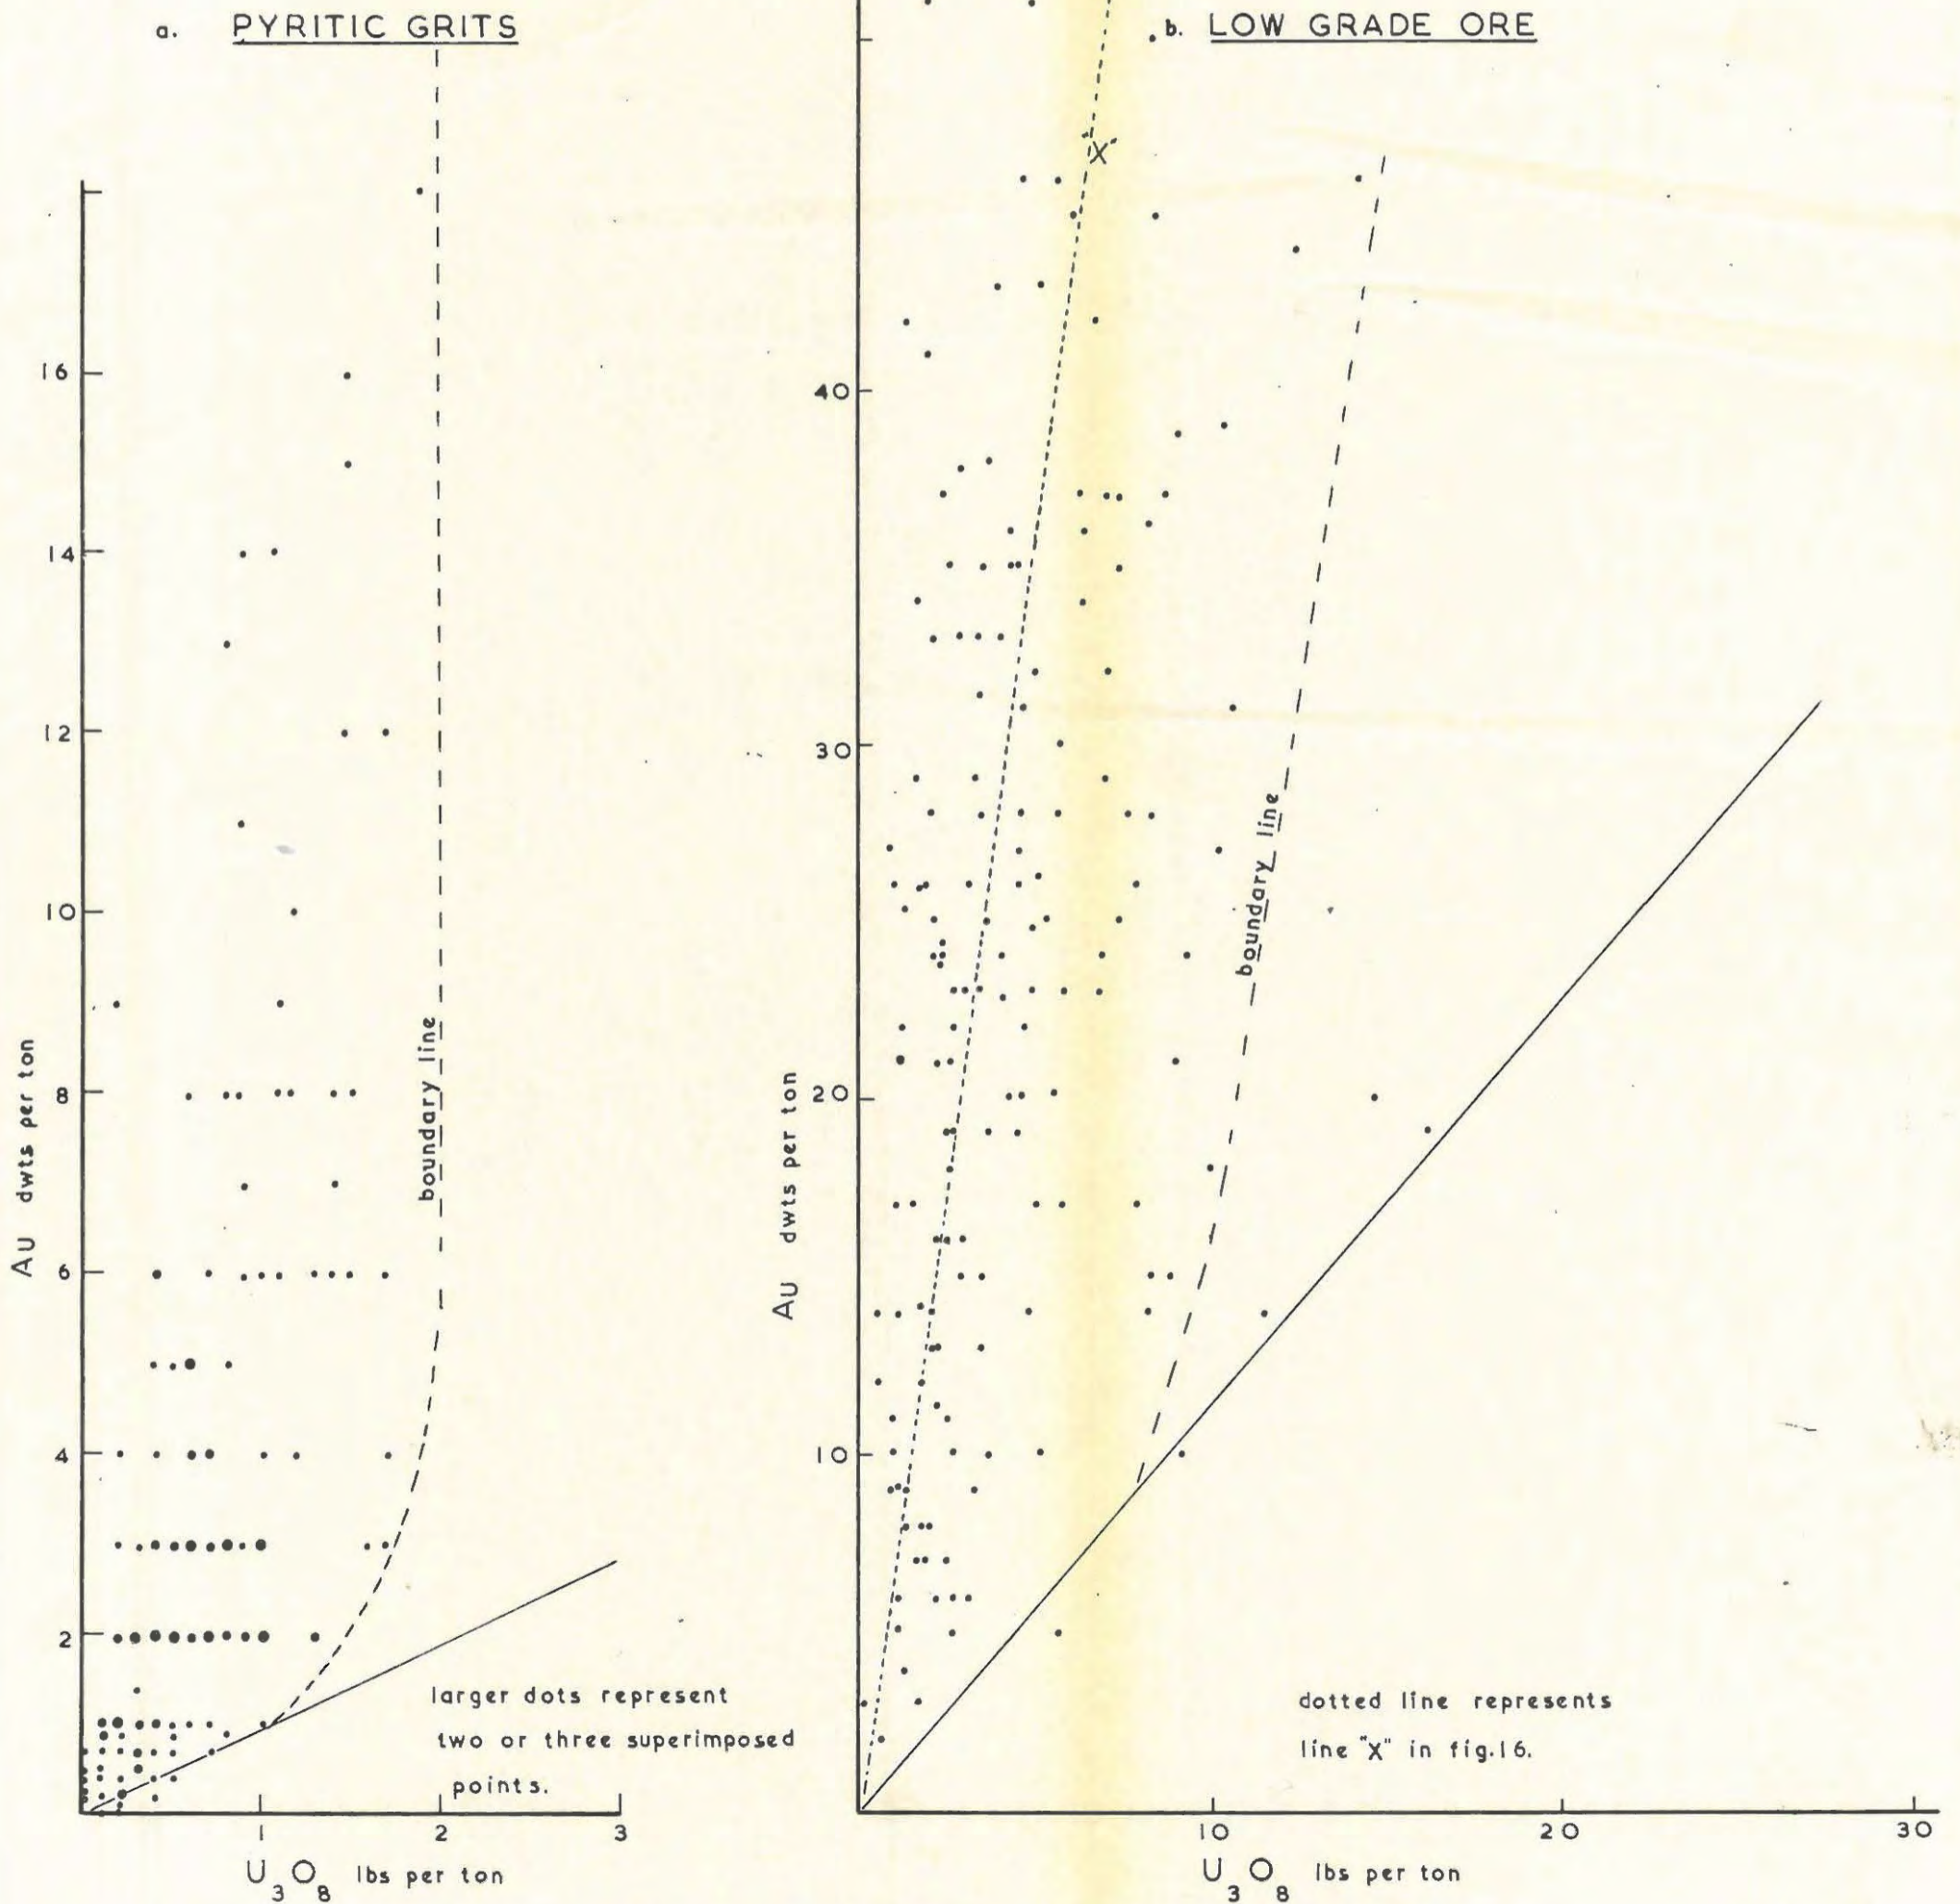 a. PYRITIC GRITS
16
14
12
10
8
6
4
2
Au dwts per ton
boundary line
larger dots represent
two or three superimposed
points.
1
2
3
U3O8 lbs per ton
b. LOW GRADE ORE
"X"
40
30
20
10
Au dwts per ton
boundary line
dotted line represents
line "X" in fig.16.
10
20
30
U3O8 lbs per ton